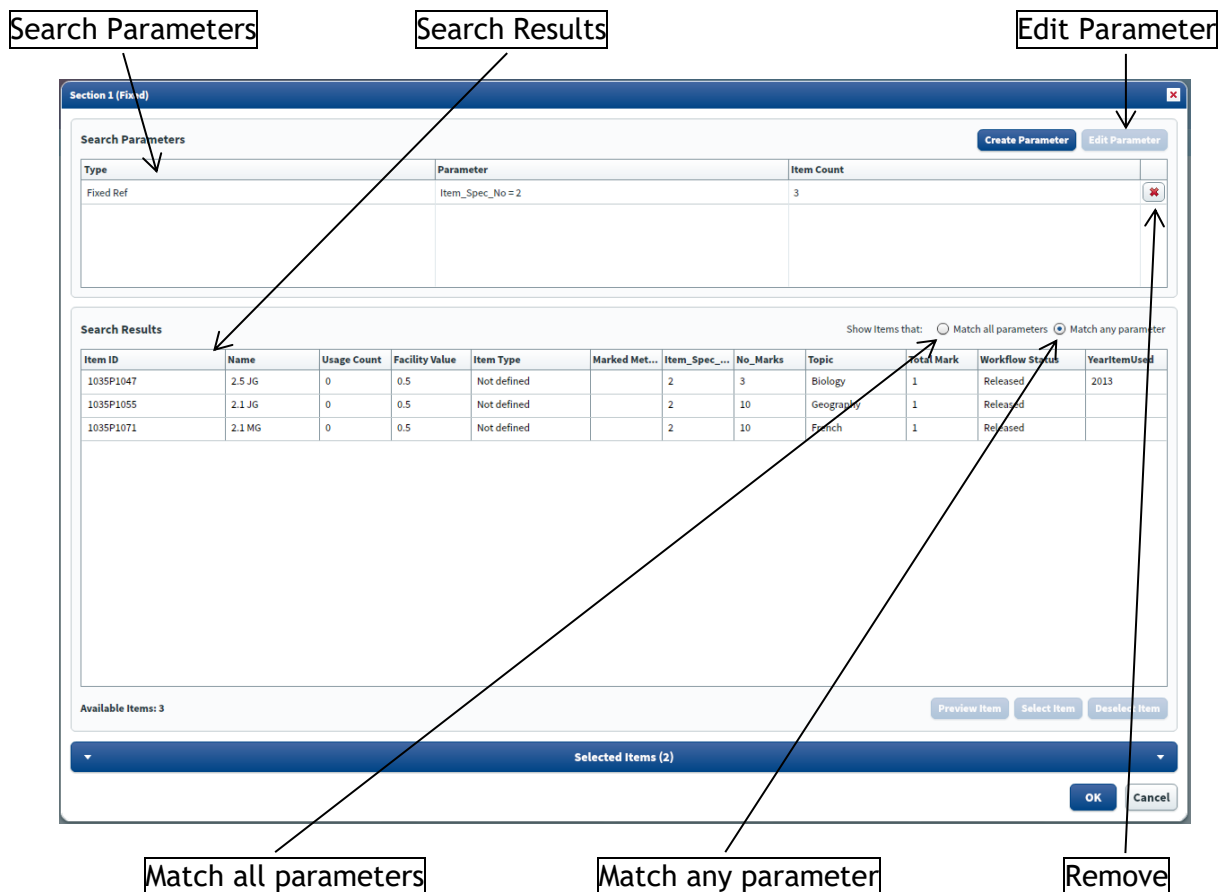 Search Parameters Search Results Edit Parameter
Section 1 (Fixed)
Search Parameters Create Parameter Edit Parameter
Type Parameter Item Count
Fixed Ref Item_Spec_No = 2 3
Search Results Show Items that: Match all parameters Match any parameter
Item ID Name Usage Count Facility Value Item Type Marked Met... Item_Spec_... No_Marks Topic Total Mark Workflow Status YearItemUsed
1035P1047 2.5 JG 0 0.5 Not defined 2 3 Biology 1 Released 2013
1035P1055 2.1 JG 0 0.5 Not defined 2 10 Geography 1 Released
1035P1071 2.1 MG 0 0.5 Not defined 2 10 French 1 Released
Available Items: 3 Preview Item Select Item Deselect Item
Selected Items (2)
OK Cancel
Match all parameters Match any parameter Remove